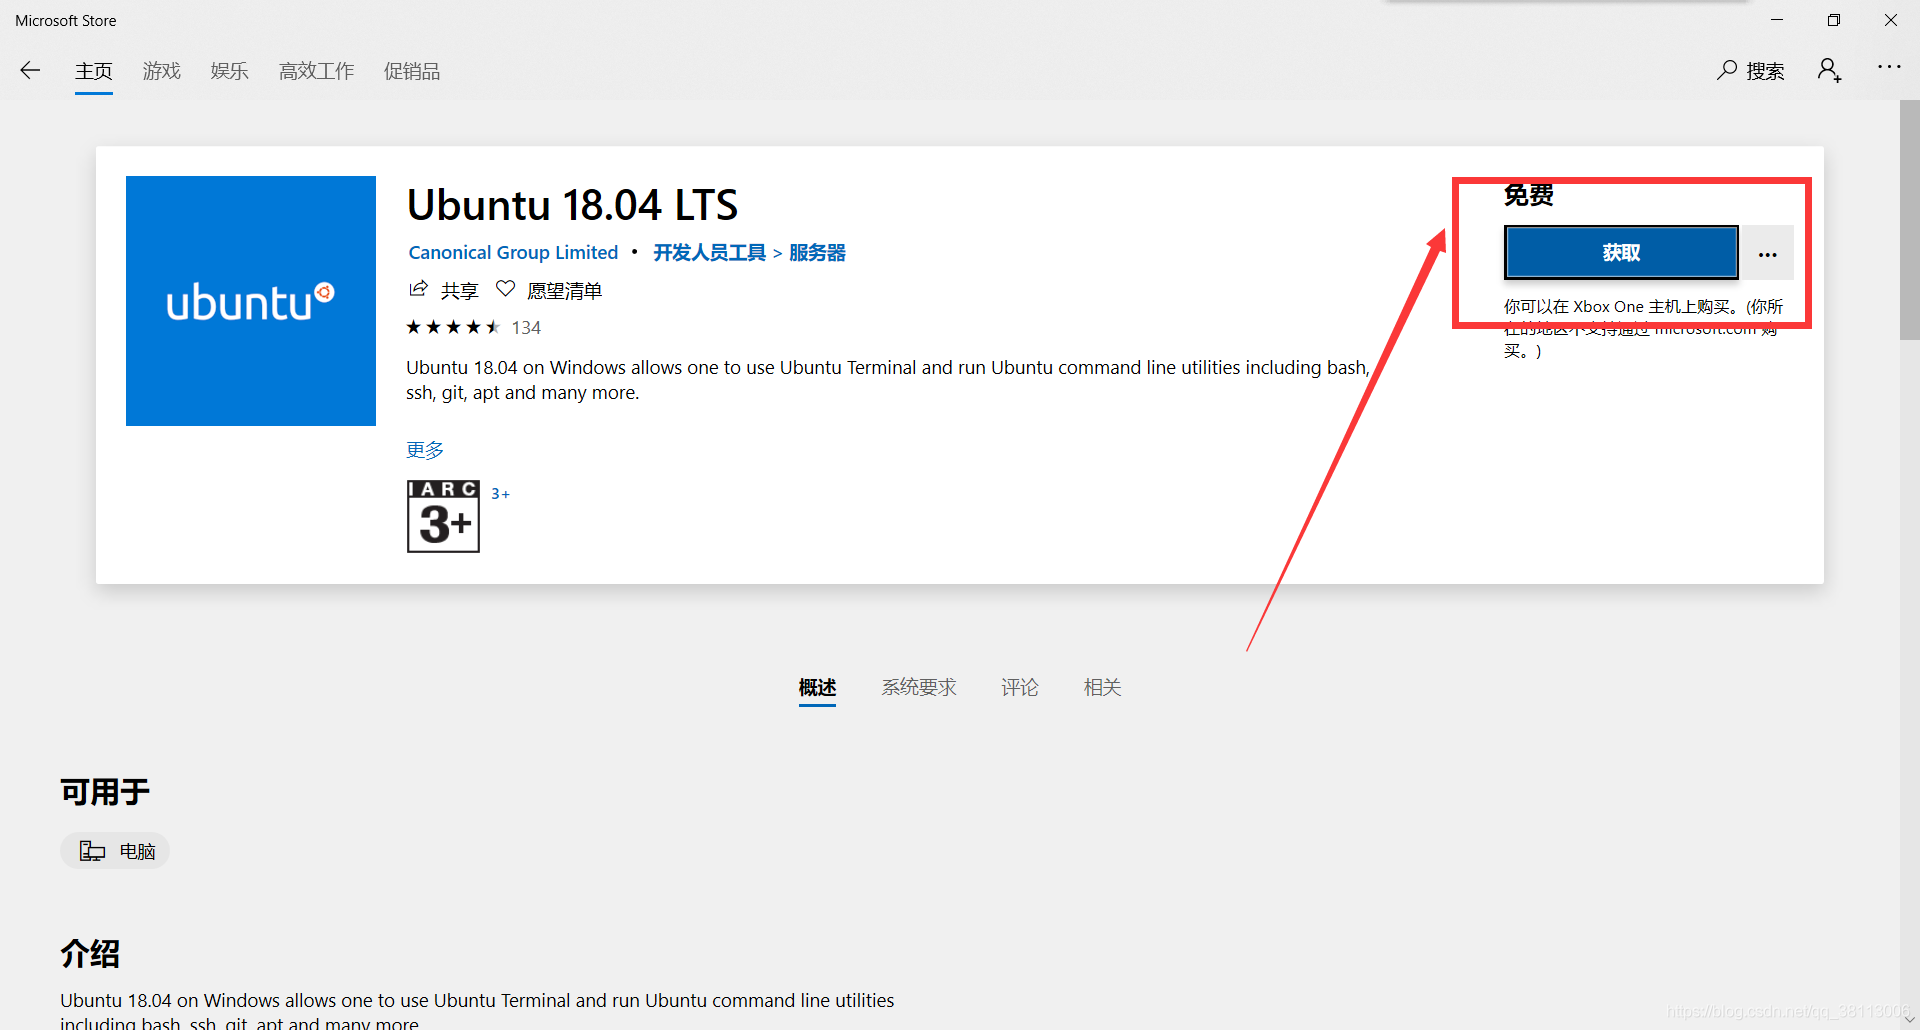 Microsoft Store
主页 游戏 娱乐 高效工作 促销品
搜索
ubuntu
Ubuntu 18.04 LTS
Canonical Group Limited • 开发人员工具 > 服务器
共享 愿望清单
134
Ubuntu 18.04 on Windows allows one to use Ubuntu Terminal and run Ubuntu command line utilities including bash,
ssh, git, apt and many more.
更多
IARC
3+
3+
免费
获取
你可以在 Xbox One 主机上购买。(你所
在的地区不支持通过 microsoft.com 购
买。)
概述 系统要求 评论 相关
可用于
电脑
介绍
Ubuntu 18.04 on Windows allows one to use Ubuntu Terminal and run Ubuntu command line utilities
including bash, ssh, git, apt and many more.
https://blog.csdn.net/qq_38113006